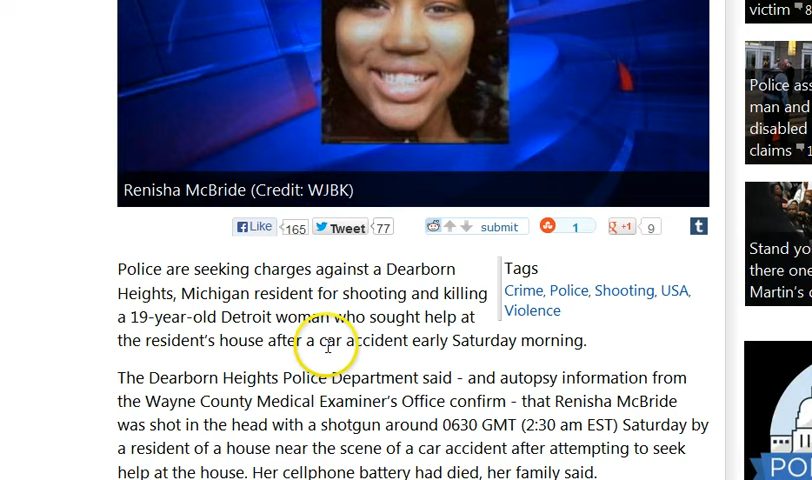 victim 8
Police ass
man and
disabled
claims
Renisha McBride (Credit: WJBK)
Like 165 Tweet 77 submit 1 +1 9 t
Stand yo
there one
Martin's c
Police are seeking charges against a Dearborn
Heights, Michigan resident for shooting and killing
a 19-year-old Detroit woman who sought help at
the resident's house after a car accident early Saturday morning.
Tags
Crime, Police, Shooting, USA,
Violence
The Dearborn Heights Police Department said - and autopsy information from
the Wayne County Medical Examiner's Office confirm - that Renisha McBride
was shot in the head with a shotgun around 0630 GMT (2:30 am EST) Saturday by
a resident of a house near the scene of a car accident after attempting to seek
help at the house. Her cellphone battery had died, her family said.
POL